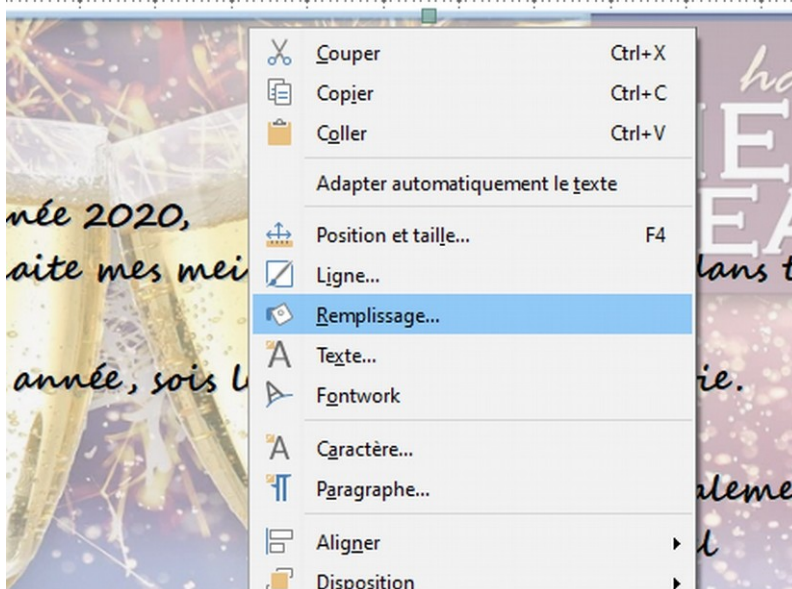 Couper Ctrl+X
Copier Ctrl+C
Coller Ctrl+V
Adapter automatiquement le texte
née 2020,
Position et taille... F4
aite mes mei
dans t
Ligne...
Remplissage...
Texte...
année, sois
ie.
Fontwork
Caractère...
Paragraphe...
aleme
Aligner
Disposition